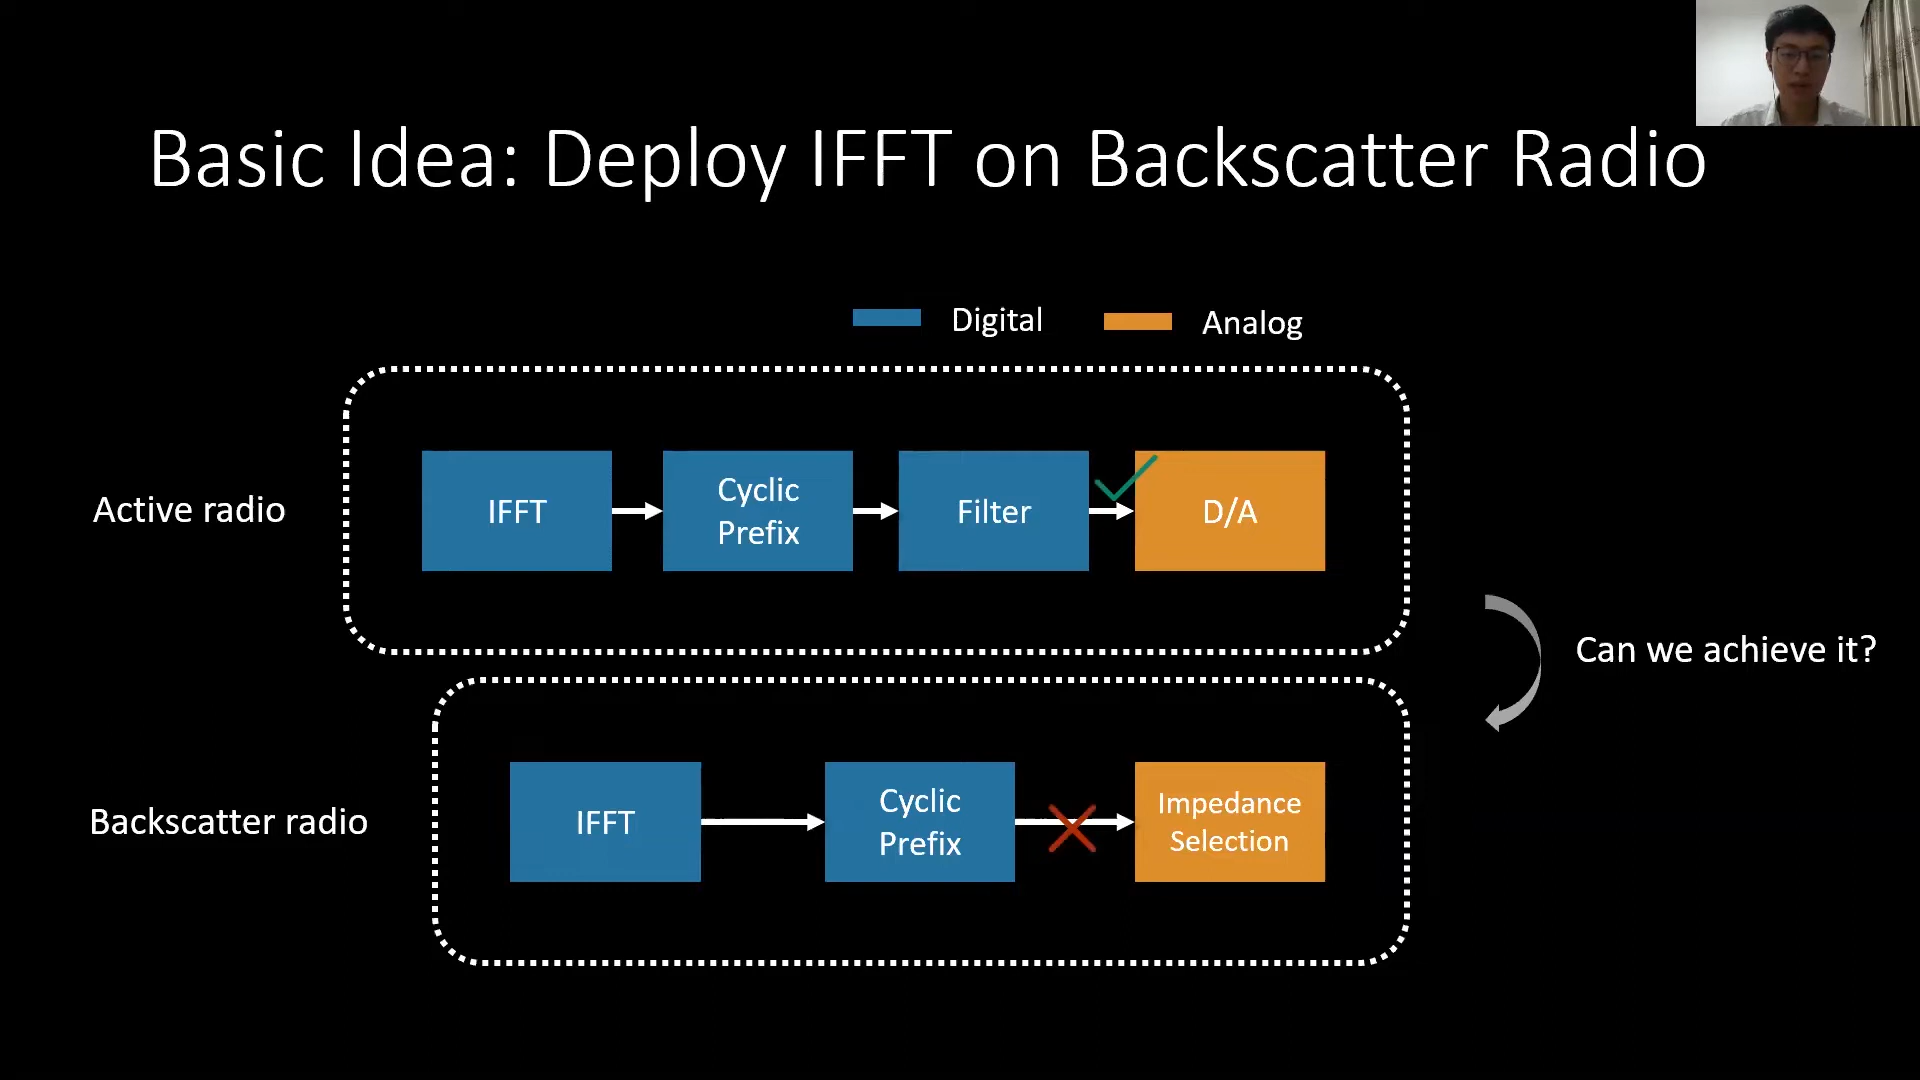 Basic Idea: Deploy IFFT on Backscatter Radio
Digital
Analog
Active radio
IFFT
Cyclic
Prefix
Filter
D/A
Can we achieve it?
Backscatter radio
IFFT
Cyclic
Prefix
Impedance
Selection